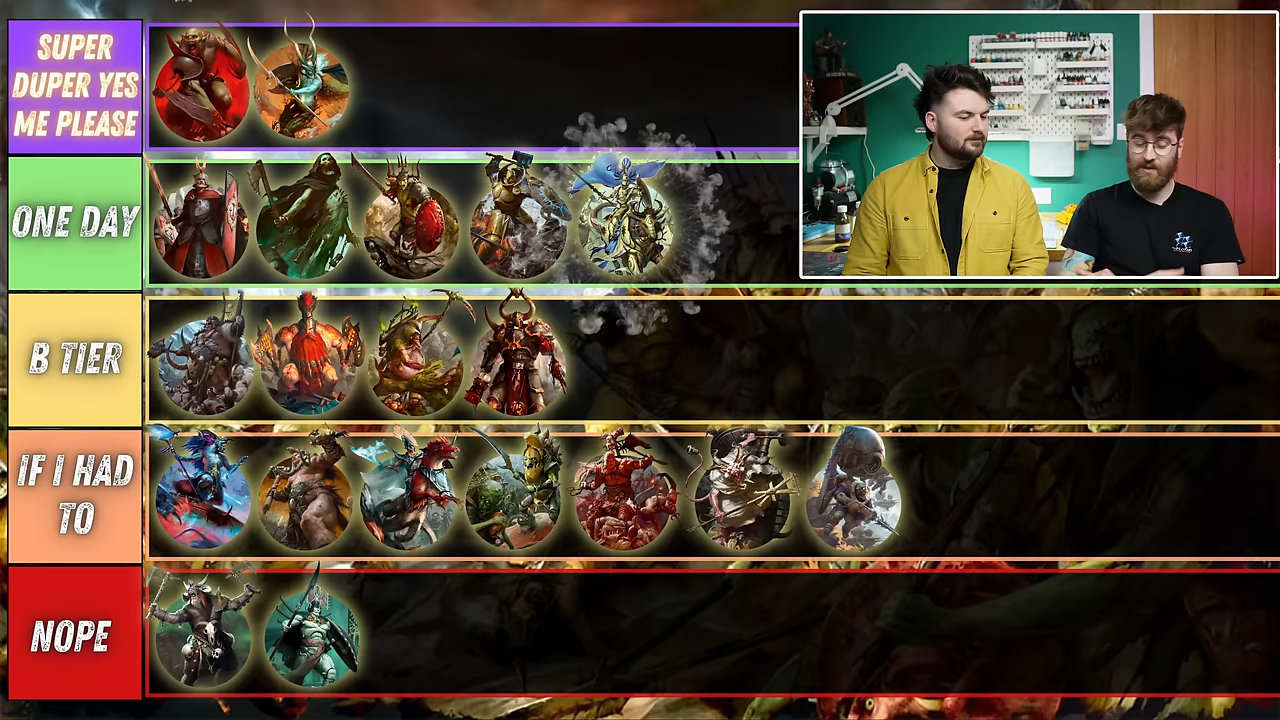 SUPER
DUPER YES
ME PLEASE
ONE DAY
B TIER
IF I HAD
TO
NOPE